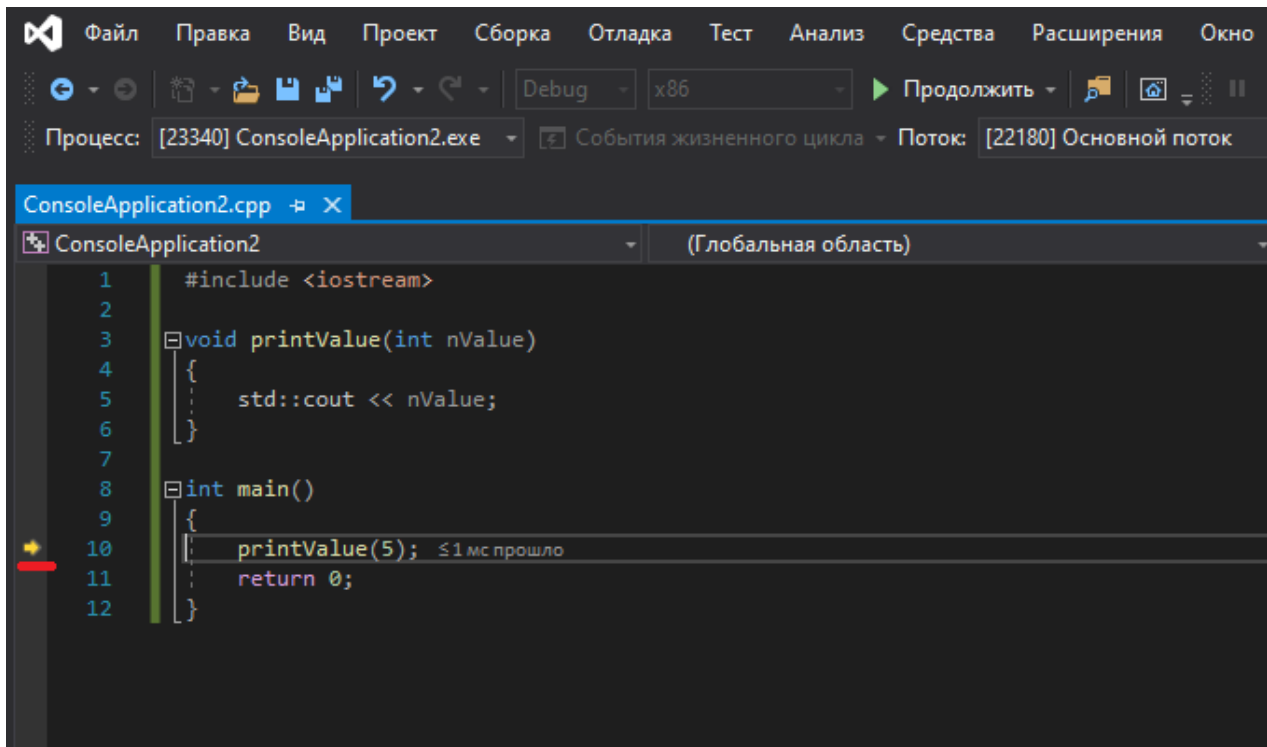 Файл Правка Вид Проект Сборка Отладка Тест Анализ Средства Расширения Окно
Debug x86 Продолжить
Процесс: [23340] ConsoleApplication2.exe События жизненного цикла Поток: [22180] Основной поток
ConsoleApplication2.cpp
ConsoleApplication2 (Глобальная область)
1 #include <iostream>
2
3 void printValue(int nValue)
4 {
5 std::cout << nValue;
6 }
7
8 int main()
9 {
10 printValue(5); ≤1 мс прошло
11 return 0;
12 }